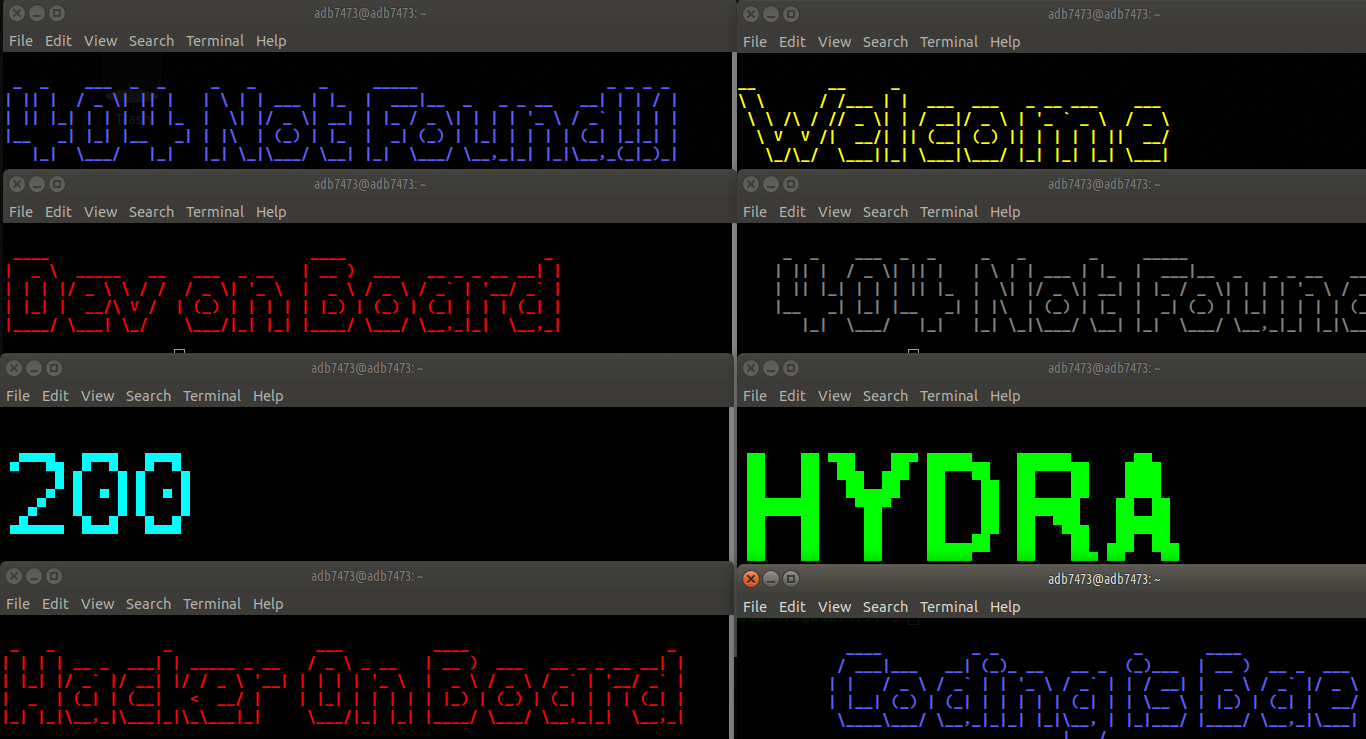 adb7473@adb7473: ~
File Edit View Search Terminal Help
404 Not Found!!1
adb7473@adb7473: ~
File Edit View Search Terminal Help
Welcome
adb7473@adb7473: ~
File Edit View Search Terminal Help
Dev on Board
adb7473@adb7473: ~
File Edit View Search Terminal Help
404 Not Found
adb7473@adb7473: ~
File Edit View Search Terminal Help
200
adb7473@adb7473: ~
File Edit View Search Terminal Help
HYDRA
adb7473@adb7473: ~
File Edit View Search Terminal Help
Hacker On Board
adb7473@adb7473: ~
File Edit View Search Terminal Help
Coding is Bae